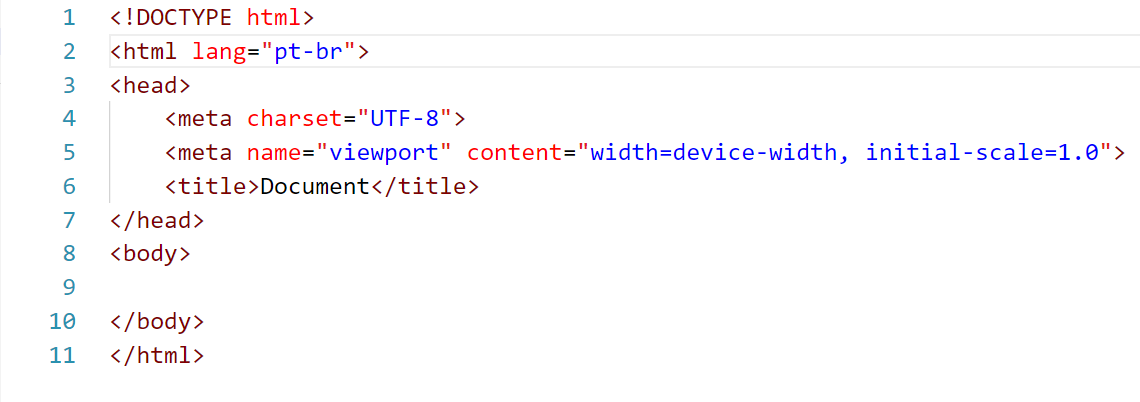 1 <!DOCTYPE html>
2 <html lang="pt-br">
3 <head>
4     <meta charset="UTF-8">
5     <meta name="viewport" content="width=device-width, initial-scale=1.0">
6     <title>Document</title>
7 </head>
8 <body>
9
10 </body>
11 </html>